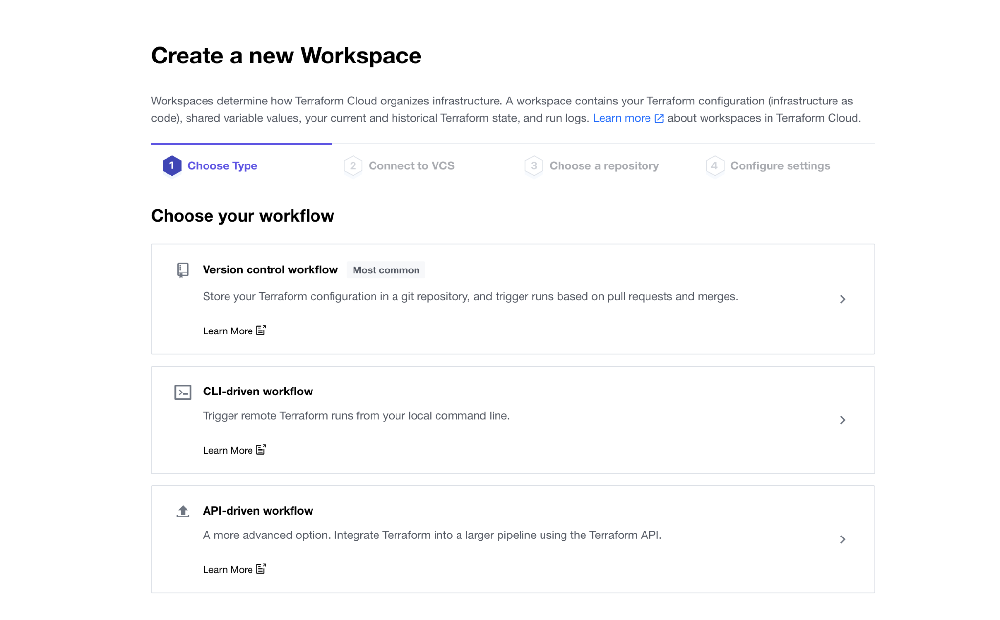 Create a new Workspace
Workspaces determine how Terraform Cloud organizes infrastructure. A workspace contains your Terraform configuration (infrastructure as
code), shared variable values, your current and historical Terraform state, and run logs. Learn more about workspaces in Terraform Cloud.
1 Choose Type
2 Connect to VCS
3 Choose a repository
4 Configure settings
Choose your workflow
Version control workflow Most common
Store your Terraform configuration in a git repository, and trigger runs based on pull requests and merges.
Learn More
CLI-driven workflow
Trigger remote Terraform runs from your local command line.
Learn More
API-driven workflow
A more advanced option. Integrate Terraform into a larger pipeline using the Terraform API.
Learn More